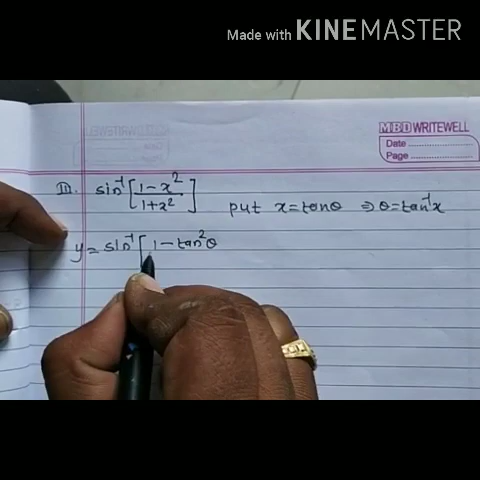 Made with KINEMASTER
MBD WRITEWELL
Date
Page
III. sin⁻¹[1-x²/1+x²] put x=tanθ ⇒ θ=tan⁻¹x
y=sin⁻¹[1-tan²θ